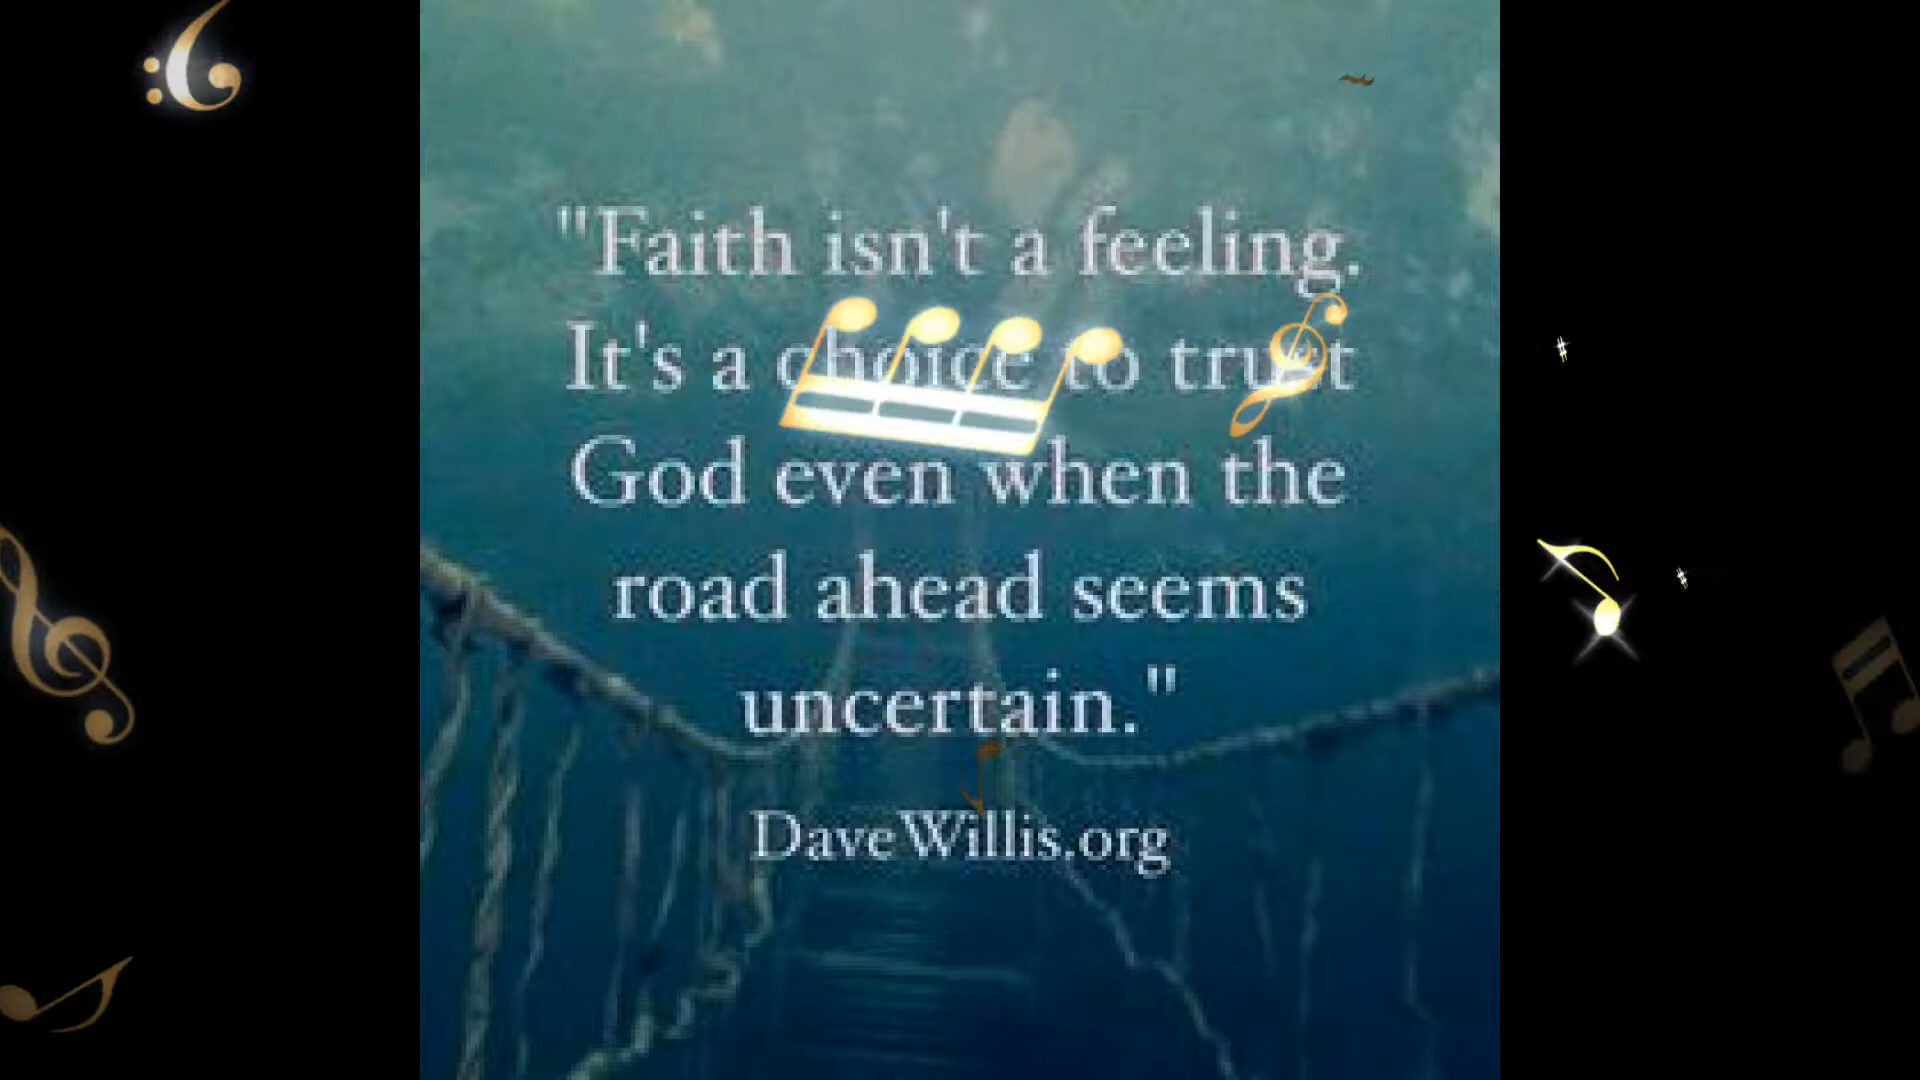 "Faith isn't a feeling.
It's a choice to trust
God even when the
road ahead seems
uncertain."
DaveWillis.org